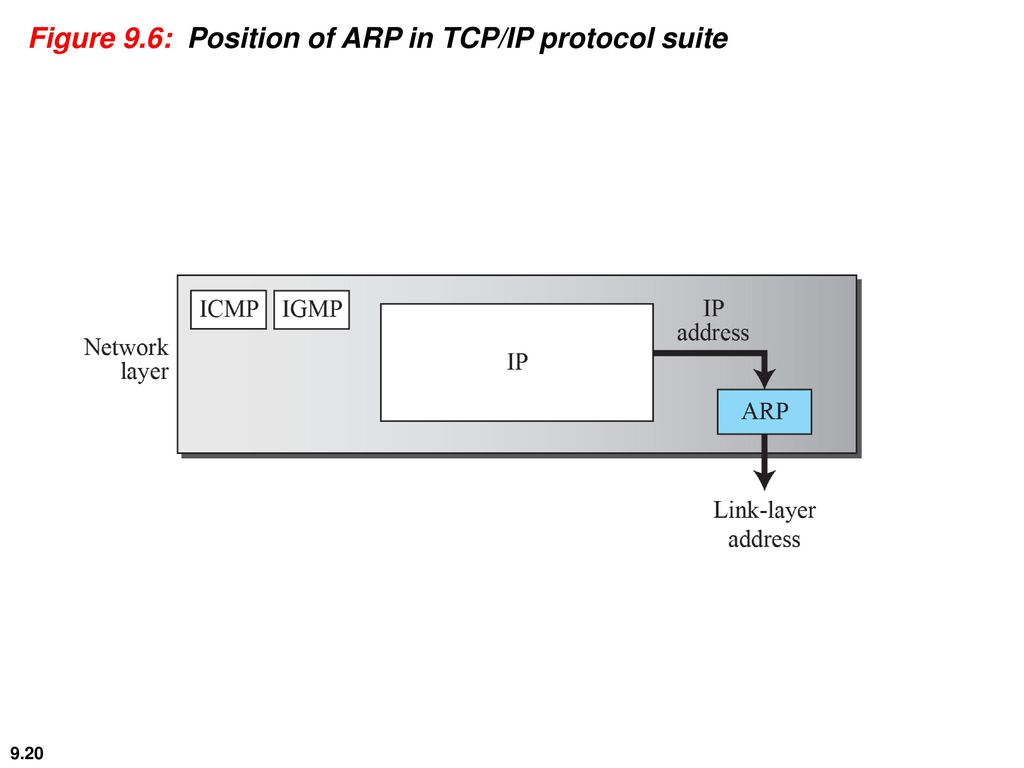 Figure 9.6: Position of ARP in TCP/IP protocol suite
ICMP
IGMP
Network
layer
IP
IP
address
ARP
Link-layer
address
9.20